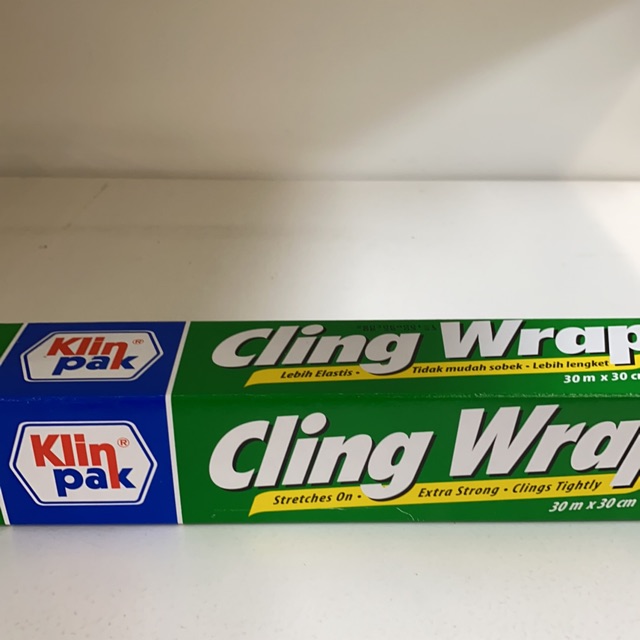 Klin®
pak
Cling Wrap
Lebih Elastis • Tidak mudah sobek • Lebih lengket
30 m x 30 cm
Klin®
pak
Cling Wrap
Stretches On • Extra Strong • Clings Tightly
30 m x 30 cm